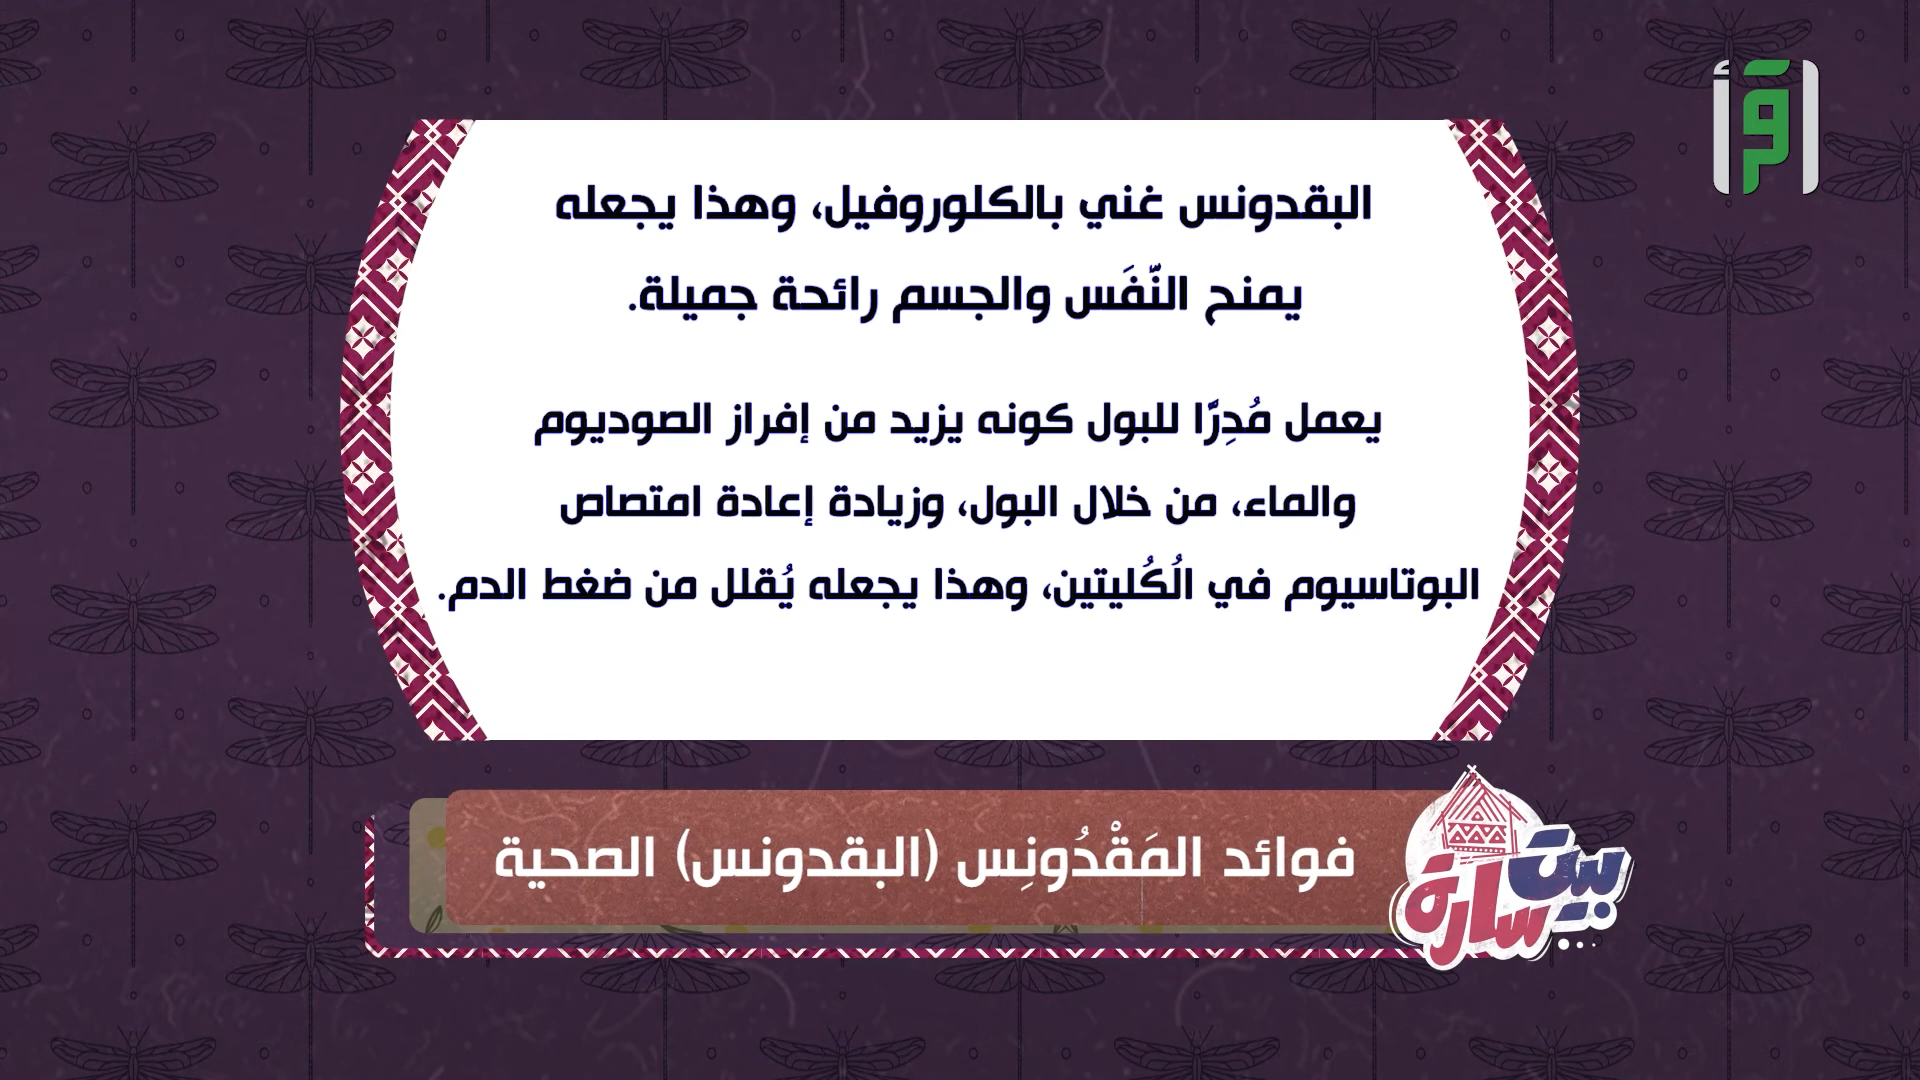 اقرأ
البقدونس غني بالكلوروفيل، وهذا يجعله
يمنح النّفَس والجسم رائحة جميلة.
يعمل مُدِرًّا للبول كونه يزيد من إفراز الصوديوم
والماء، من خلال البول، وزيادة إعادة امتصاص
البوتاسيوم في الُكُليتين، وهذا يجعله يُقلل من ضغط الدم.
فوائد المَقْدُونِس (البقدونس) الصحية
بيت
سارة